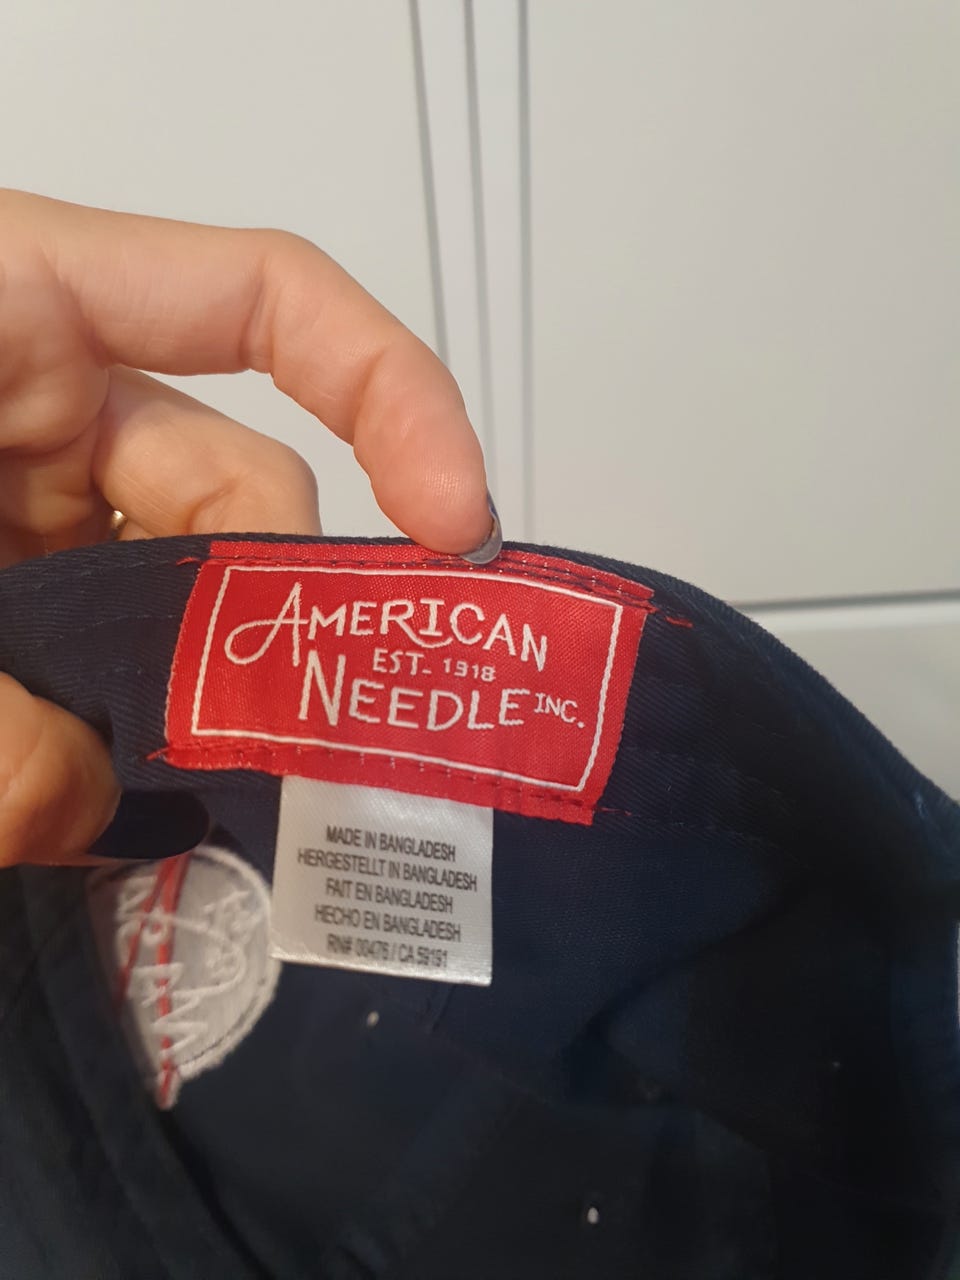 AMERICAN
EST. 1918
NEEDLE INC.
MADE IN BANGLADESH
HERGESTELLT IN BANGLADESH
FAIT EN BANGLADESH
HECHO EN BANGLADESH
RN# 00476 / CA 59191